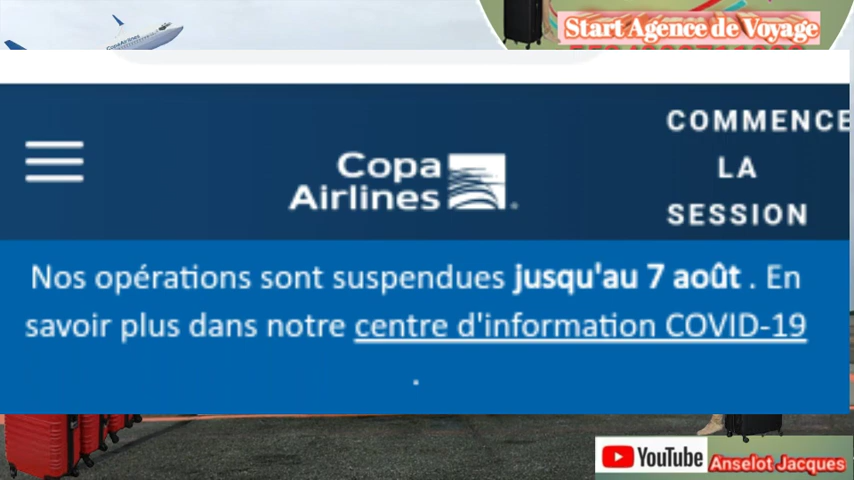 CopaAirlines
Start Agence de Voyage
Copa
Airlines
COMMENCE
LA
SESSION
Nos opérations sont suspendues jusqu'au 7 août . En
savoir plus dans notre centre d'information COVID-19
.
YouTube Anselot Jacques